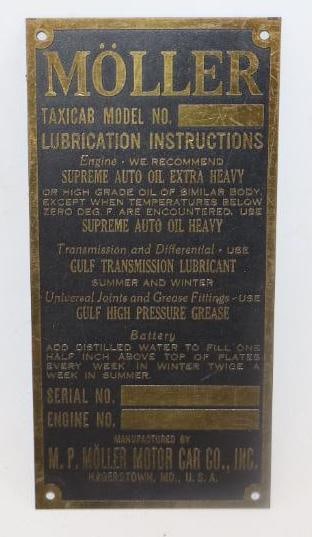 MÖLLER
TAXICAB MODEL NO.
LUBRICATION INSTRUCTIONS
Engine - WE RECOMMEND
SUPREME AUTO OIL EXTRA HEAVY
OR HIGH GRADE OIL OF SIMILAR BODY,
EXCEPT WHEN TEMPERATURES BELOW
ZERO DEG. F. ARE ENCOUNTERED. USE
SUPREME AUTO OIL HEAVY
Transmission and Differential - USE
GULF TRANSMISSION LUBRICANT
SUMMER AND WINTER
Universal Joints and Grease Fittings - USE
GULF HIGH PRESSURE GREASE
Battery
ADD DISTILLED WATER TO FILL ONE
HALF INCH ABOVE TOP OF PLATES
EVERY WEEK IN WINTER TWICE A
WEEK IN SUMMER.
SERIAL NO.
ENGINE NO.
MANUFACTURED BY
M. P. MÖLLER MOTOR CAR CO., INC.
HAGERSTOWN, MD., U. S. A.